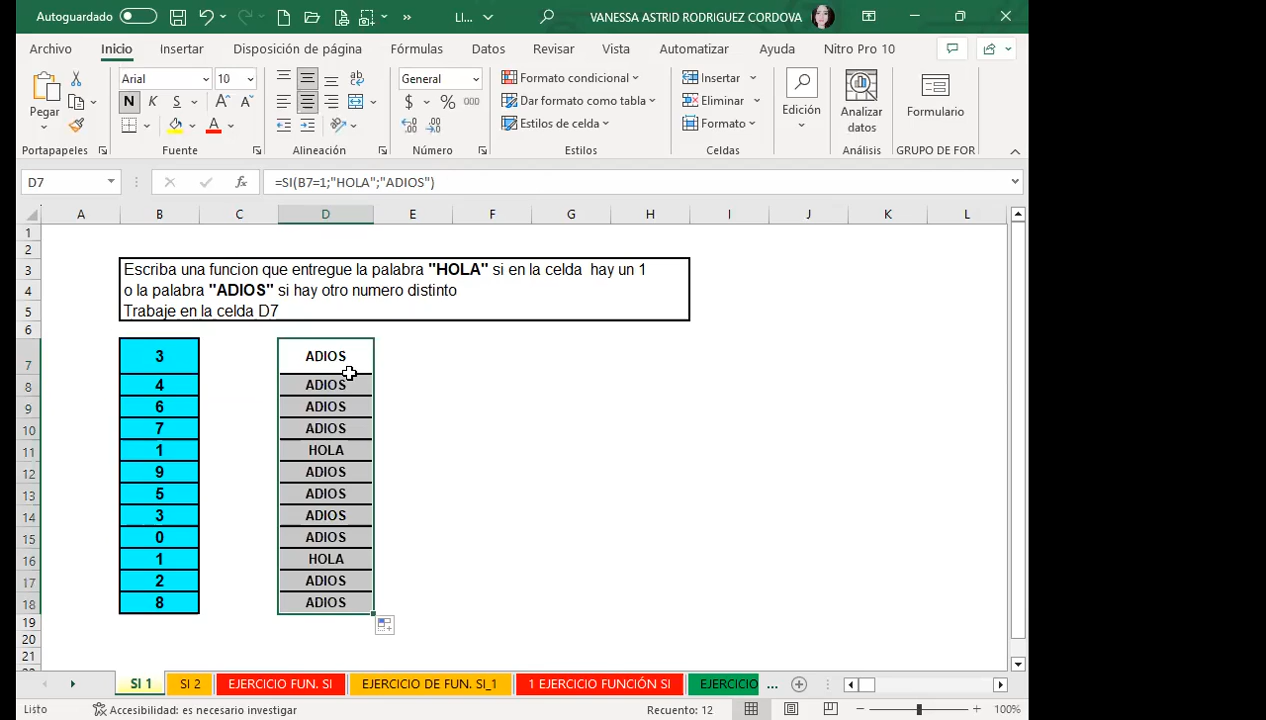 Autoguardado
LI...
VANESSA ASTRID RODRIGUEZ CORDOVA
Archivo Inicio Insertar Disposición de página Fórmulas Datos Revisar Vista Automatizar Ayuda Nitro Pro 10
Pegar
Arial 10
N K S
General
$ % 000
Formato condicional
Dar formato como tabla
Estilos de celda
Insertar
Eliminar
Formato
Edición
Analizar
datos
Formulario
Portapapeles Fuente Alineación Número Estilos Celdas Análisis GRUPO DE FOR
D7 fx =SI(B7=1;"HOLA";"ADIOS")
A B C D E F G H I J K L
1
2
3 Escriba una funcion que entregue la palabra "HOLA" si en la celda  hay un 1
4 o la palabra "ADIOS" si hay otro numero distinto
5 Trabaje en la celda D7
6
7 3 ADIOS
8 4 ADIOS
9 6 ADIOS
10 7 ADIOS
11 1 HOLA
12 9 ADIOS
13 5 ADIOS
14 3 ADIOS
15 0 ADIOS
16 1 HOLA
17 2 ADIOS
18 8 ADIOS
19
20
21
SI 1 SI 2 EJERCICIO FUN. SI EJERCICIO DE FUN. SI_1 1 EJERCICIO FUNCIÓN SI EJERCICIO ...
Listo Accesibilidad: es necesario investigar Recuento: 12 100%